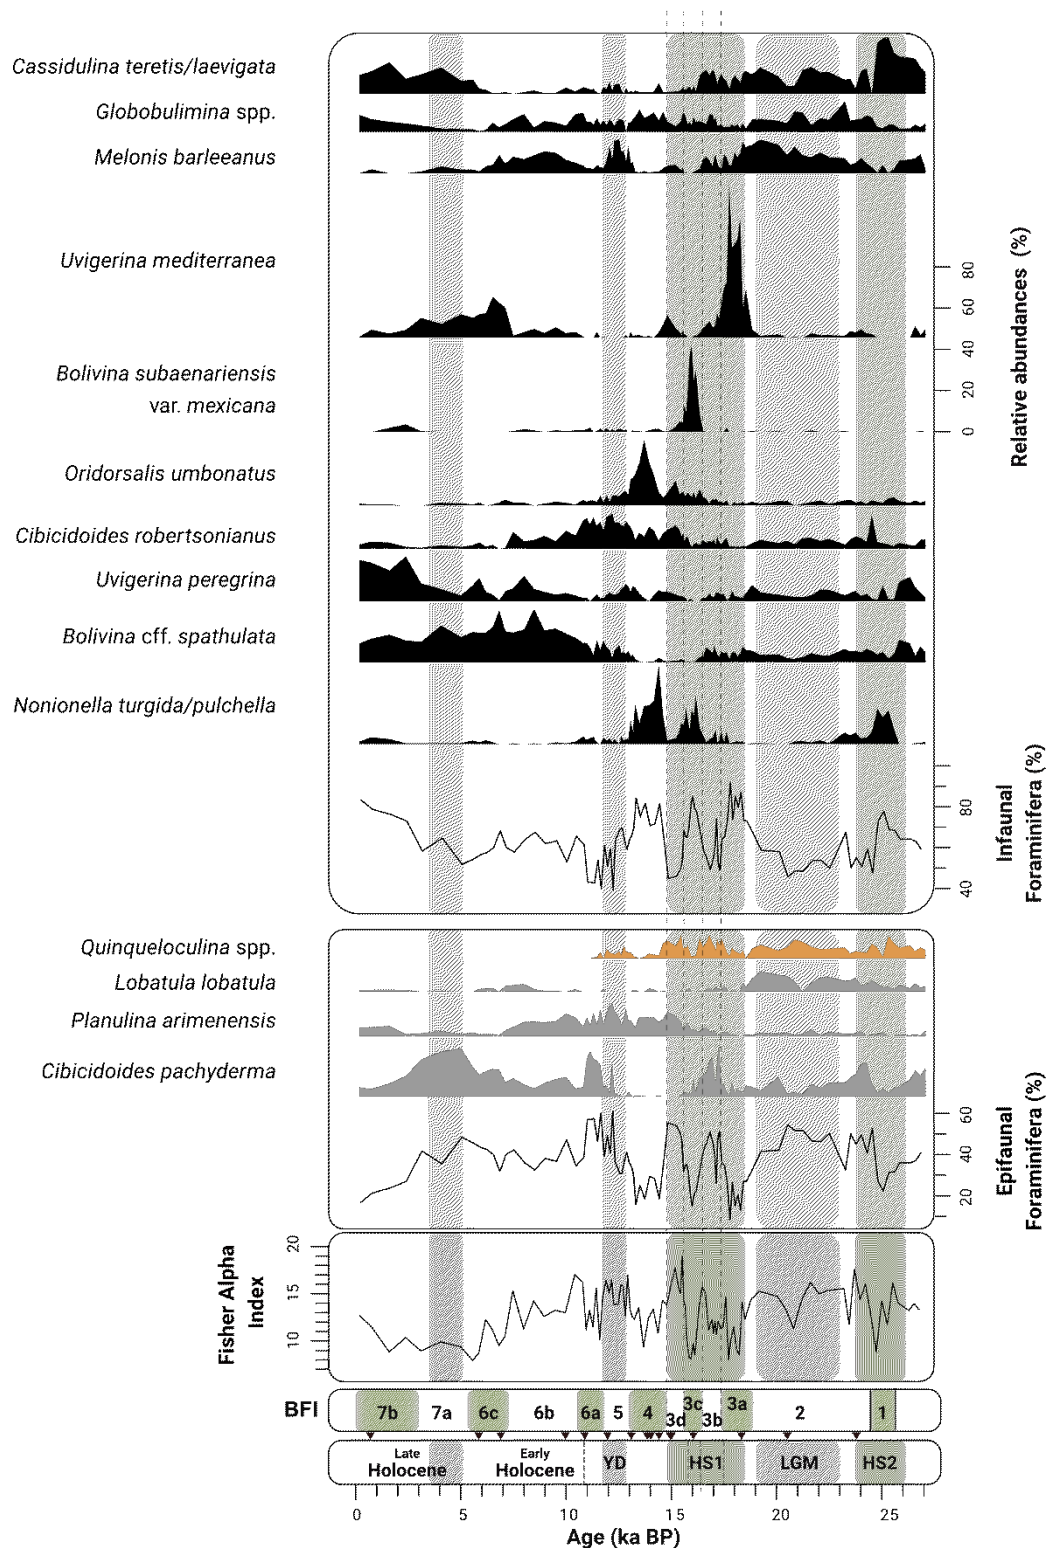 Cassidulina teretis/laevigata
Globobulimina spp.
Melonis barleeanus
Uvigerina mediterranea
Bolivina subaenariensis
var. mexicana
Oridorsalis umbonatus
Cibicidoides robertsonianus
Uvigerina peregrina
Bolivina cff. spathulata
Nonionella turgida/pulchella
80
60
40
20
0
Relative abundances (%)
80
40
Infaunal
Foraminifera (%)
Quinqueloculina spp.
Lobatula lobatula
Planulina arimenensis
Cibicidoides pachyderma
60
40
20
Epifaunal
Foraminifera (%)
Fisher Alpha
Index
20
15
10
BFI
7b
7a
6c
6b
6a
5
4
3d
3c
3b
3a
2
1
Late
Holocene
Early
Holocene
YD
HS1
LGM
HS2
0
5
10
15
20
25
Age (ka BP)